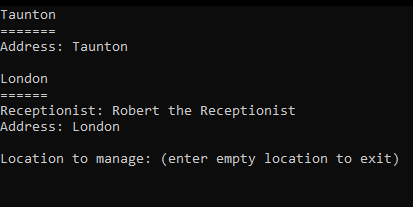 Taunton
=======
Address: Taunton
London
======
Receptionist: Robert the Receptionist
Address: London
Location to manage: (enter empty location to exit)